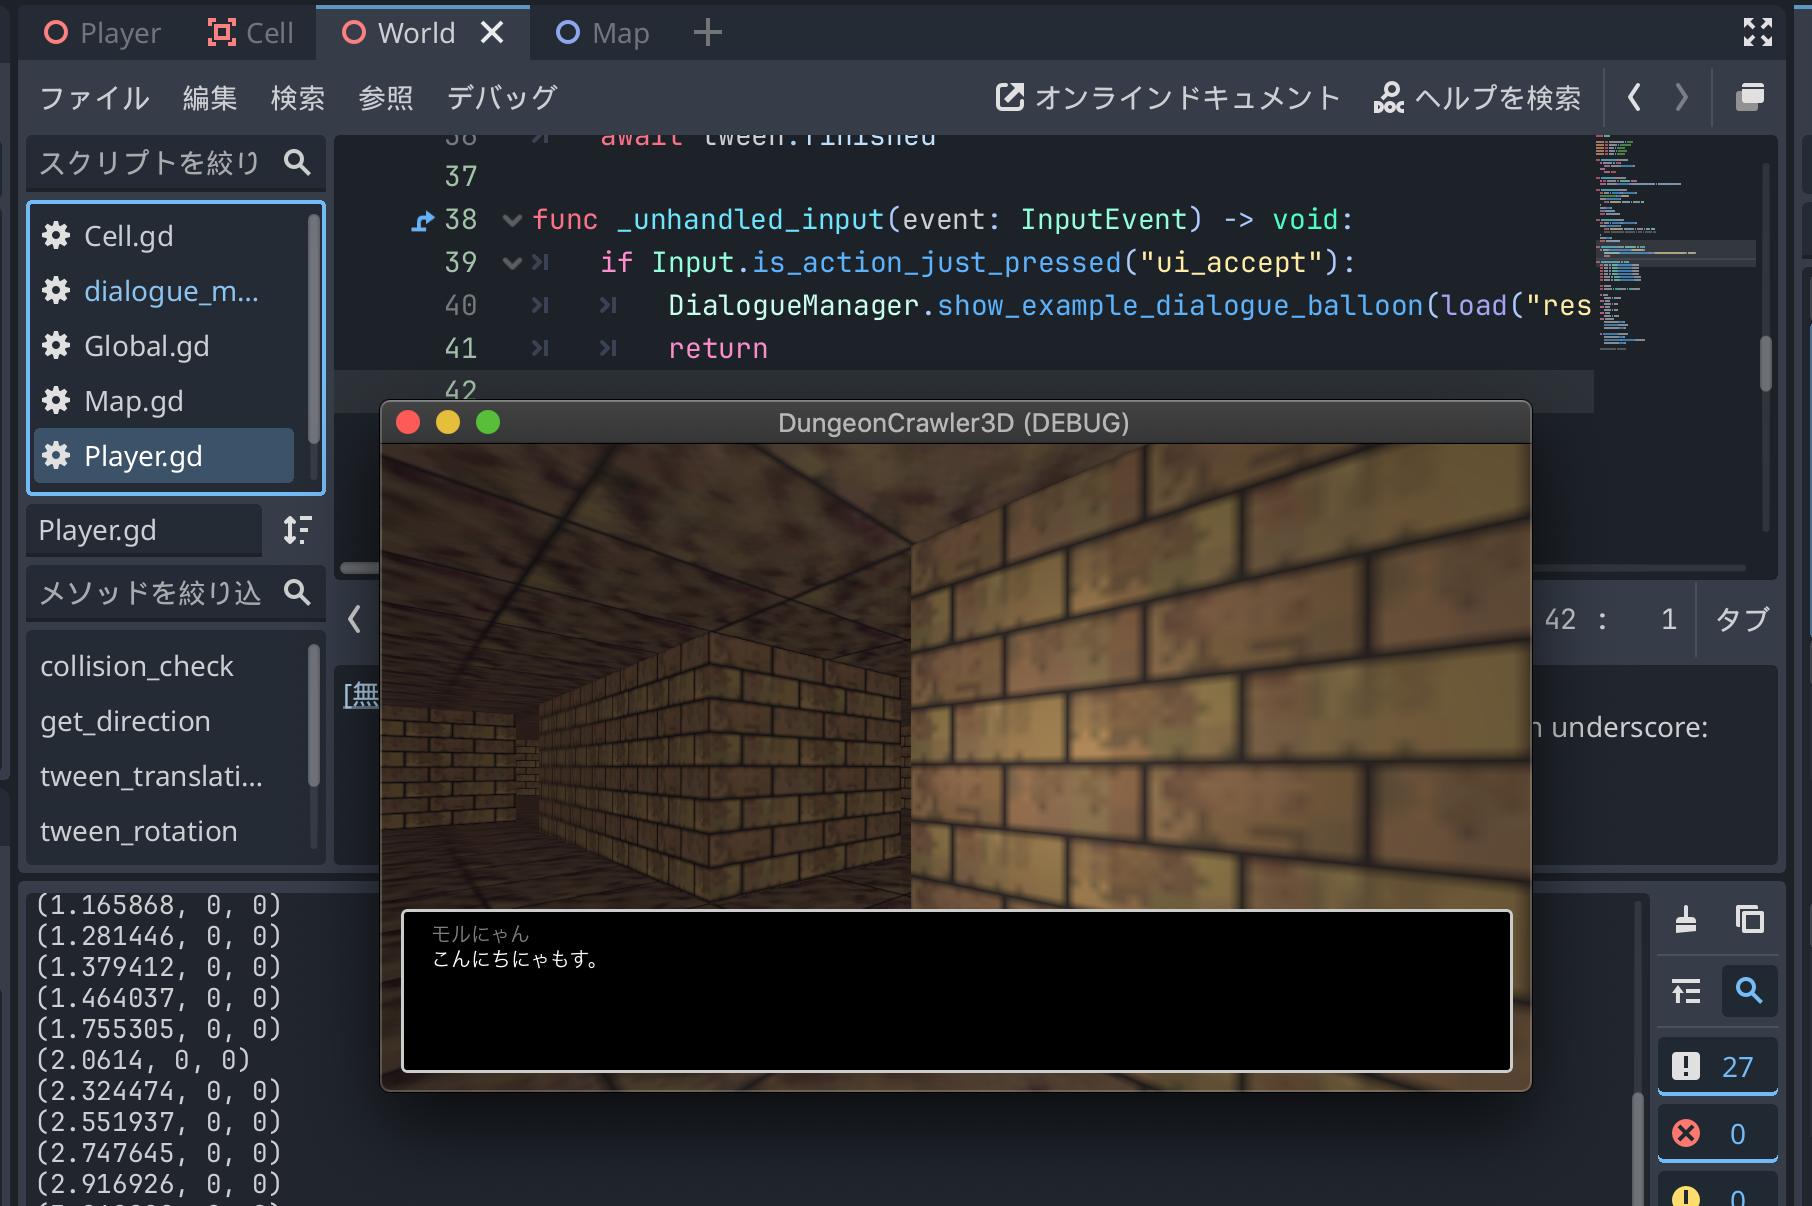 Player
Cell
World
Map
ファイル 編集 検索 参照 デバッグ
オンラインドキュメント
DOC ヘルプを検索
スクリプトを絞り
Cell.gd
dialogue_m...
Global.gd
Map.gd
Player.gd
Player.gd
メソッドを絞り込
collision_check
get_direction
tween_translati...
tween_rotation
36 await tween.finished
37
38 func _unhandled_input(event: InputEvent) -> void:
39 if Input.is_action_just_pressed("ui_accept"):
40 DialogueManager.show_example_dialogue_balloon(load("res
41 return
42
42 : 1 タブ
[無
underscore:
DungeonCrawler3D (DEBUG)
モルにゃん
こんにちにゃもす。
(1.165868, 0, 0)
(1.281446, 0, 0)
(1.379412, 0, 0)
(1.464037, 0, 0)
(1.755305, 0, 0)
(2.0614, 0, 0)
(2.324474, 0, 0)
(2.551937, 0, 0)
(2.747645, 0, 0)
(2.916926, 0, 0)
27
0
0